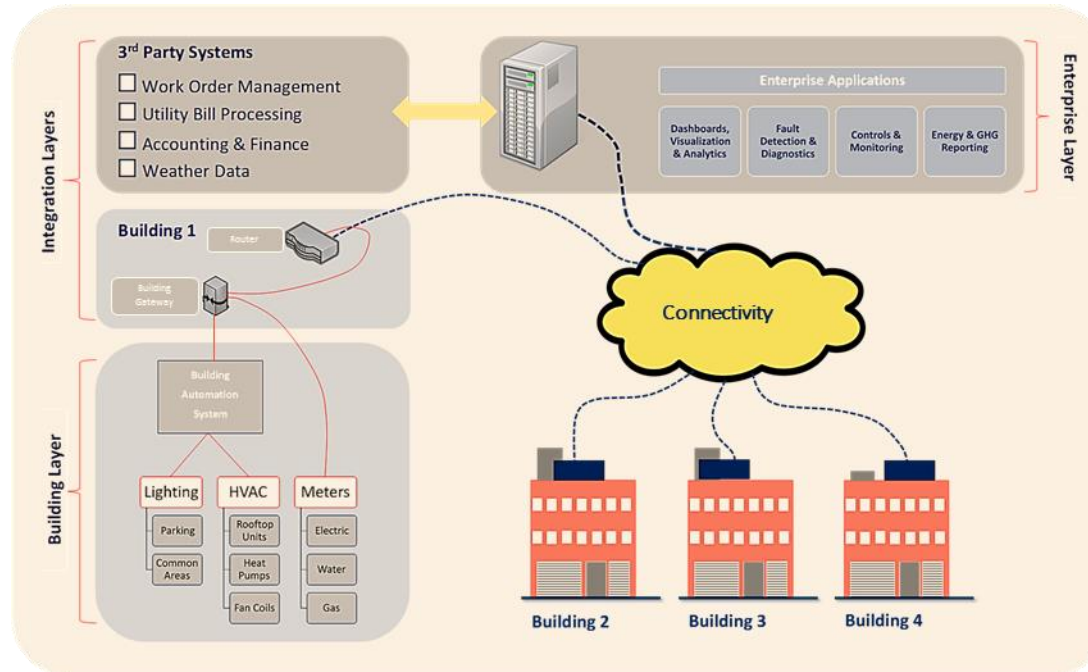 3rd Party Systems
Work Order Management
Utility Bill Processing
Accounting & Finance
Weather Data
Integration Layers
Enterprise Applications
Dashboards,
Visualization
& Analytics
Fault
Detection &
Diagnostics
Controls &
Monitoring
Energy & GHG
Reporting
Enterprise Layer
Building 1
Router
Building
Gateway
Connectivity
Building Layer
Building
Automation
System
Lighting
HVAC
Meters
Parking
Common
Areas
Rooftop
Units
Heat
Pumps
Fan Coils
Electric
Water
Gas
Building 2
Building 3
Building 4